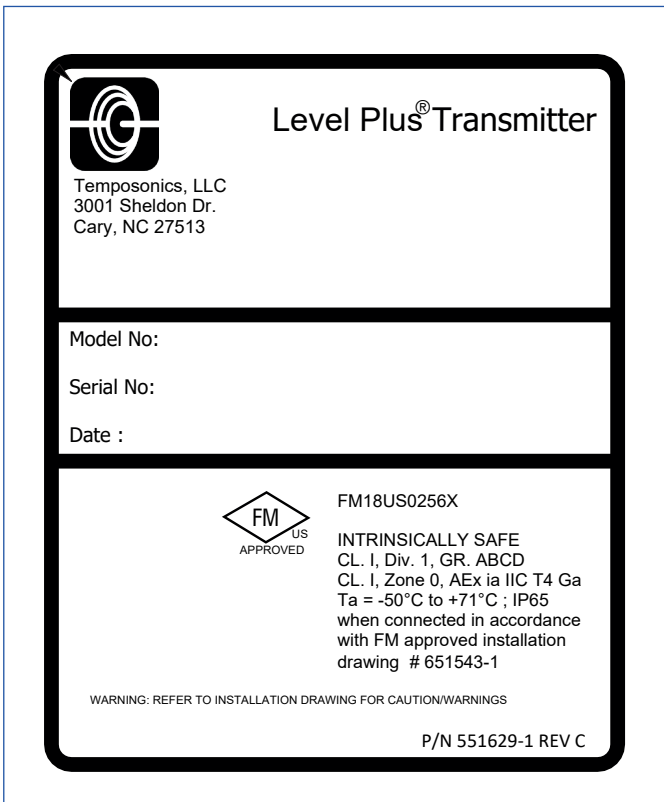 Level Plus® Transmitter
Temposonics, LLC
3001 Sheldon Dr.
Cary, NC 27513
Model No:
Serial No:
Date :
FM
US
APPROVED
FM18US0256X
INTRINSICALLY SAFE
CL. I, Div. 1, GR. ABCD
CL. I, Zone 0, AEx ia IIC T4 Ga
Ta = -50°C to +71°C ; IP65
when connected in accordance
with FM approved installation
drawing # 651543-1
WARNING: REFER TO INSTALLATION DRAWING FOR CAUTION/WARNINGS
P/N 551629-1 REV C